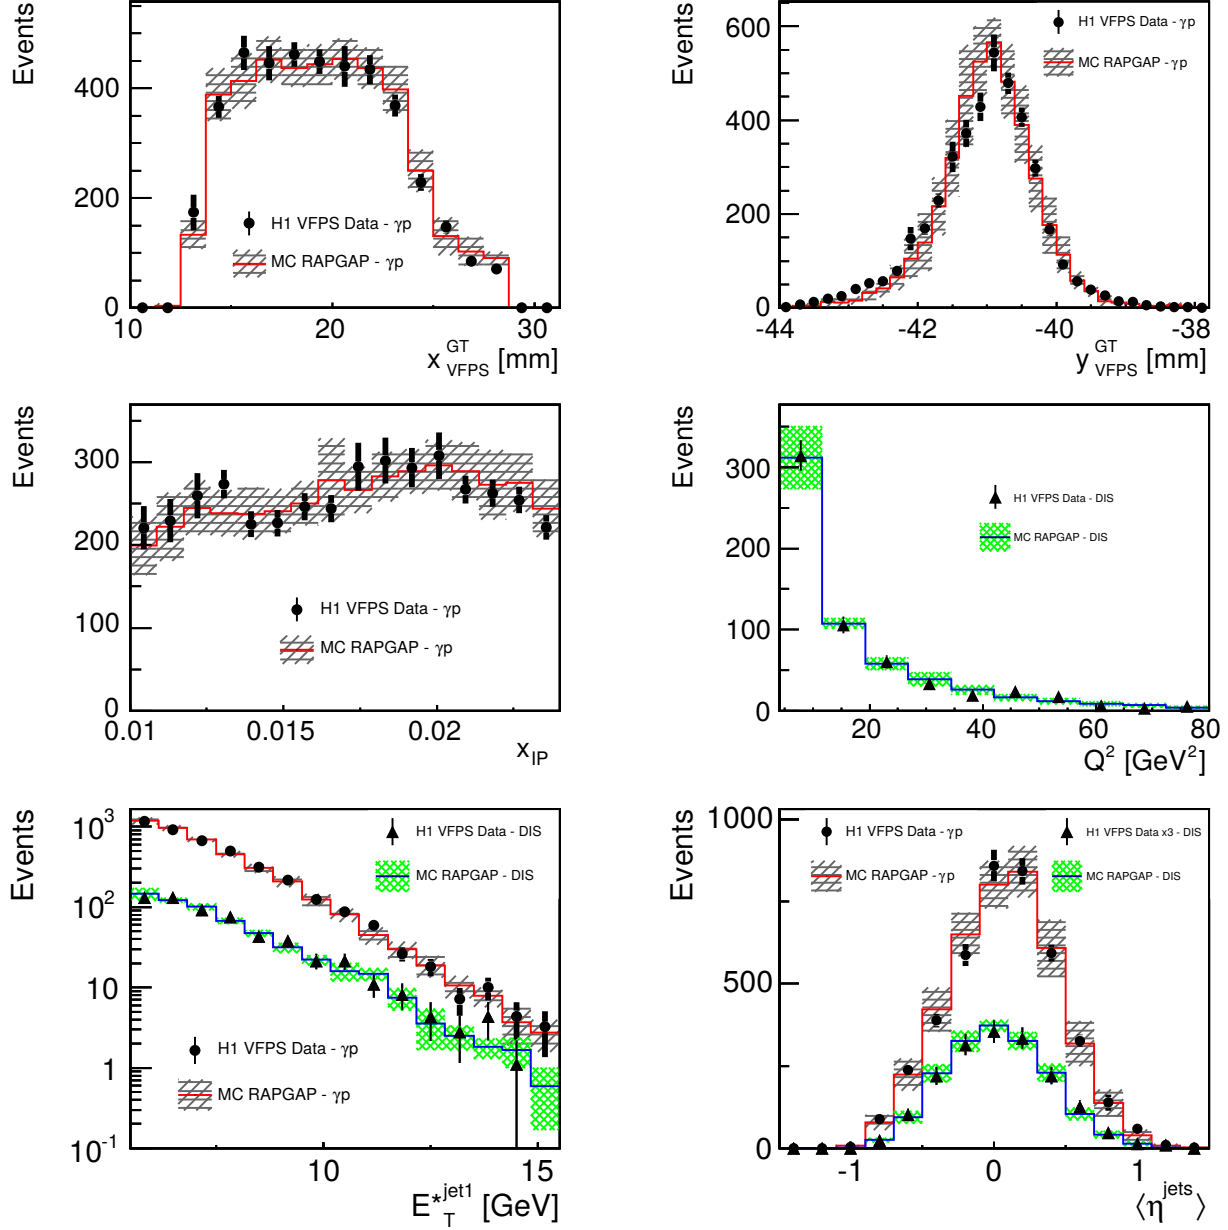 Events
400
200
0
10
20
30
H1 VFPS Data - γp
MC RAPGAP - γp
x GT VFPS [mm]
Events
600
400
200
0
-44
-42
-40
-38
H1 VFPS Data - γp
MC RAPGAP - γp
y GT VFPS [mm]
Events
300
200
100
0
0.01
0.015
0.02
H1 VFPS Data - γp
MC RAPGAP - γp
x IP
Events
300
200
100
0
20
40
60
80
H1 VFPS Data - DIS
MC RAPGAP - DIS
Q² [GeV²]
Events
10³
10²
10
1
10⁻¹
10
15
H1 VFPS Data - DIS
MC RAPGAP - DIS
H1 VFPS Data - γp
MC RAPGAP - γp
E*jet1 T [GeV]
Events
1000
500
0
-1
0
1
H1 VFPS Data - γp
MC RAPGAP - γp
H1 VFPS Data x3 - DIS
MC RAPGAP - DIS
⟨η jets⟩